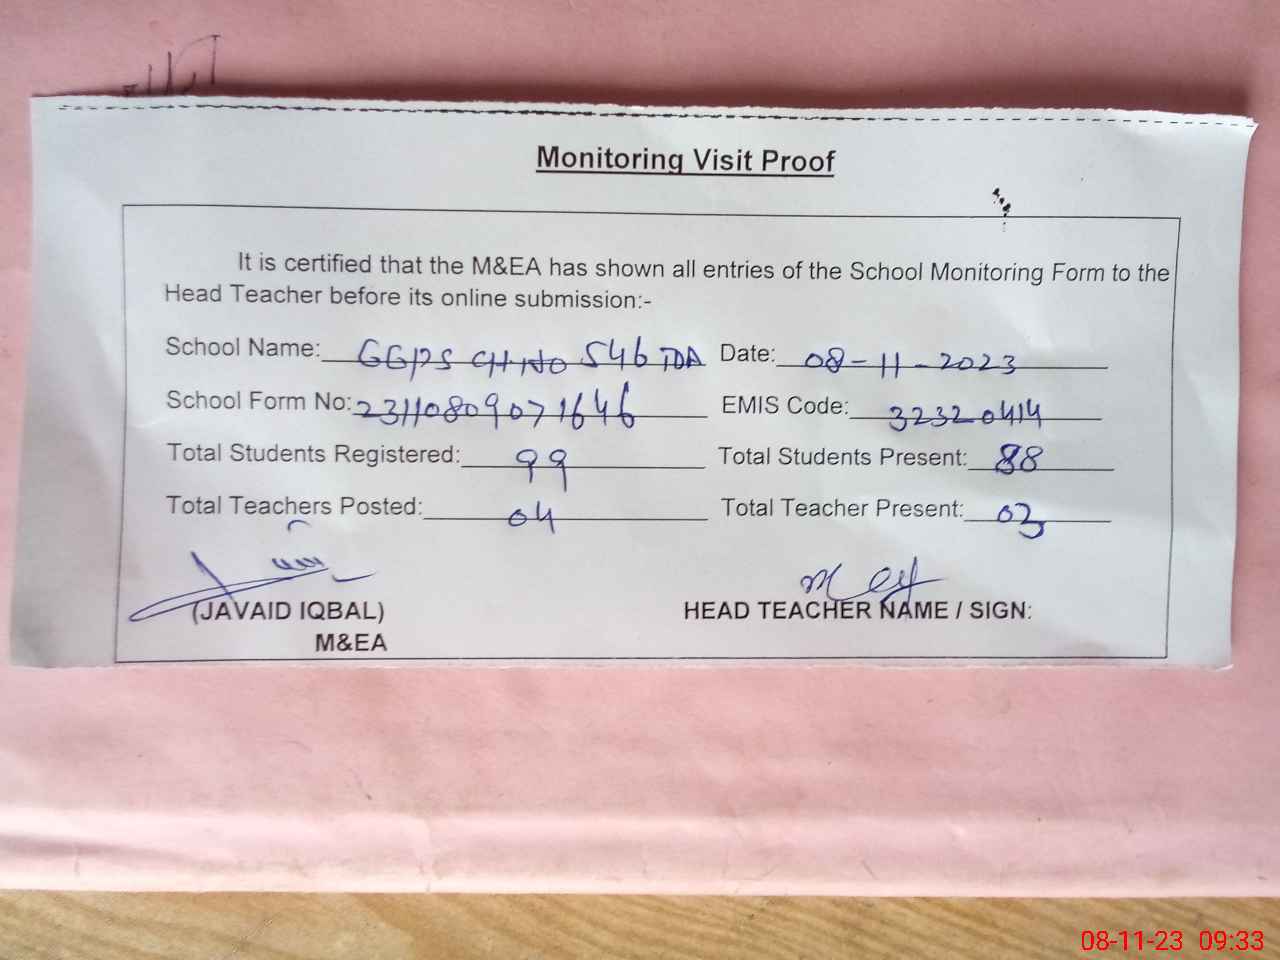 Monitoring Visit Proof
It is certified that the M&EA has shown all entries of the School Monitoring Form to the
Head Teacher before its online submission:-
School Name: GGPS CH NO 546 TDA Date: 08-11-2023
School Form No: 23110809071646 EMIS Code: 32320414
Total Students Registered: 99 Total Students Present: 88
Total Teachers Posted: 04 Total Teacher Present: 03
(JAVAID IQBAL) HEAD TEACHER NAME / SIGN:
M&EA
08-11-23 09:33